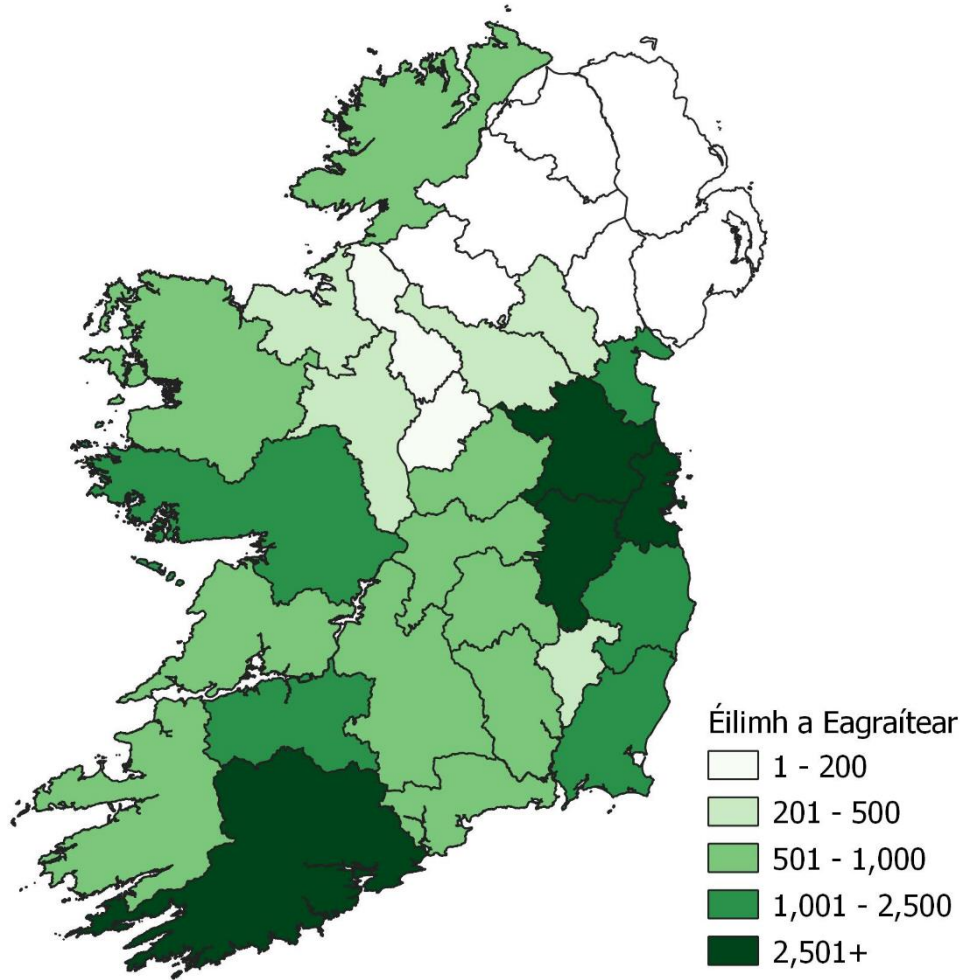 Éilimh a Eagraítear
1 - 200
201 - 500
501 - 1,000
1,001 - 2,500
2,501+